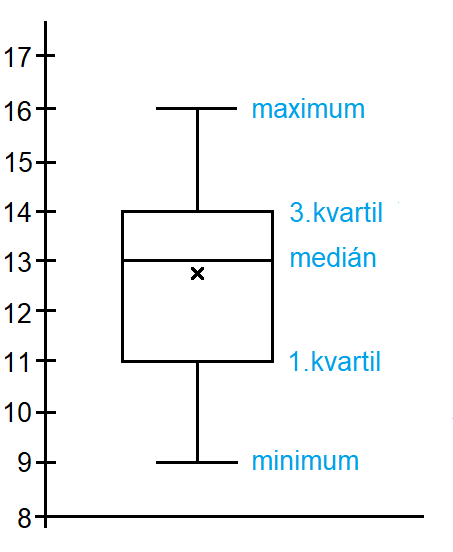 17
16 maximum
15
14 3.kvartil
13 medián
12
11 1.kvartil
10
9 minimum
8